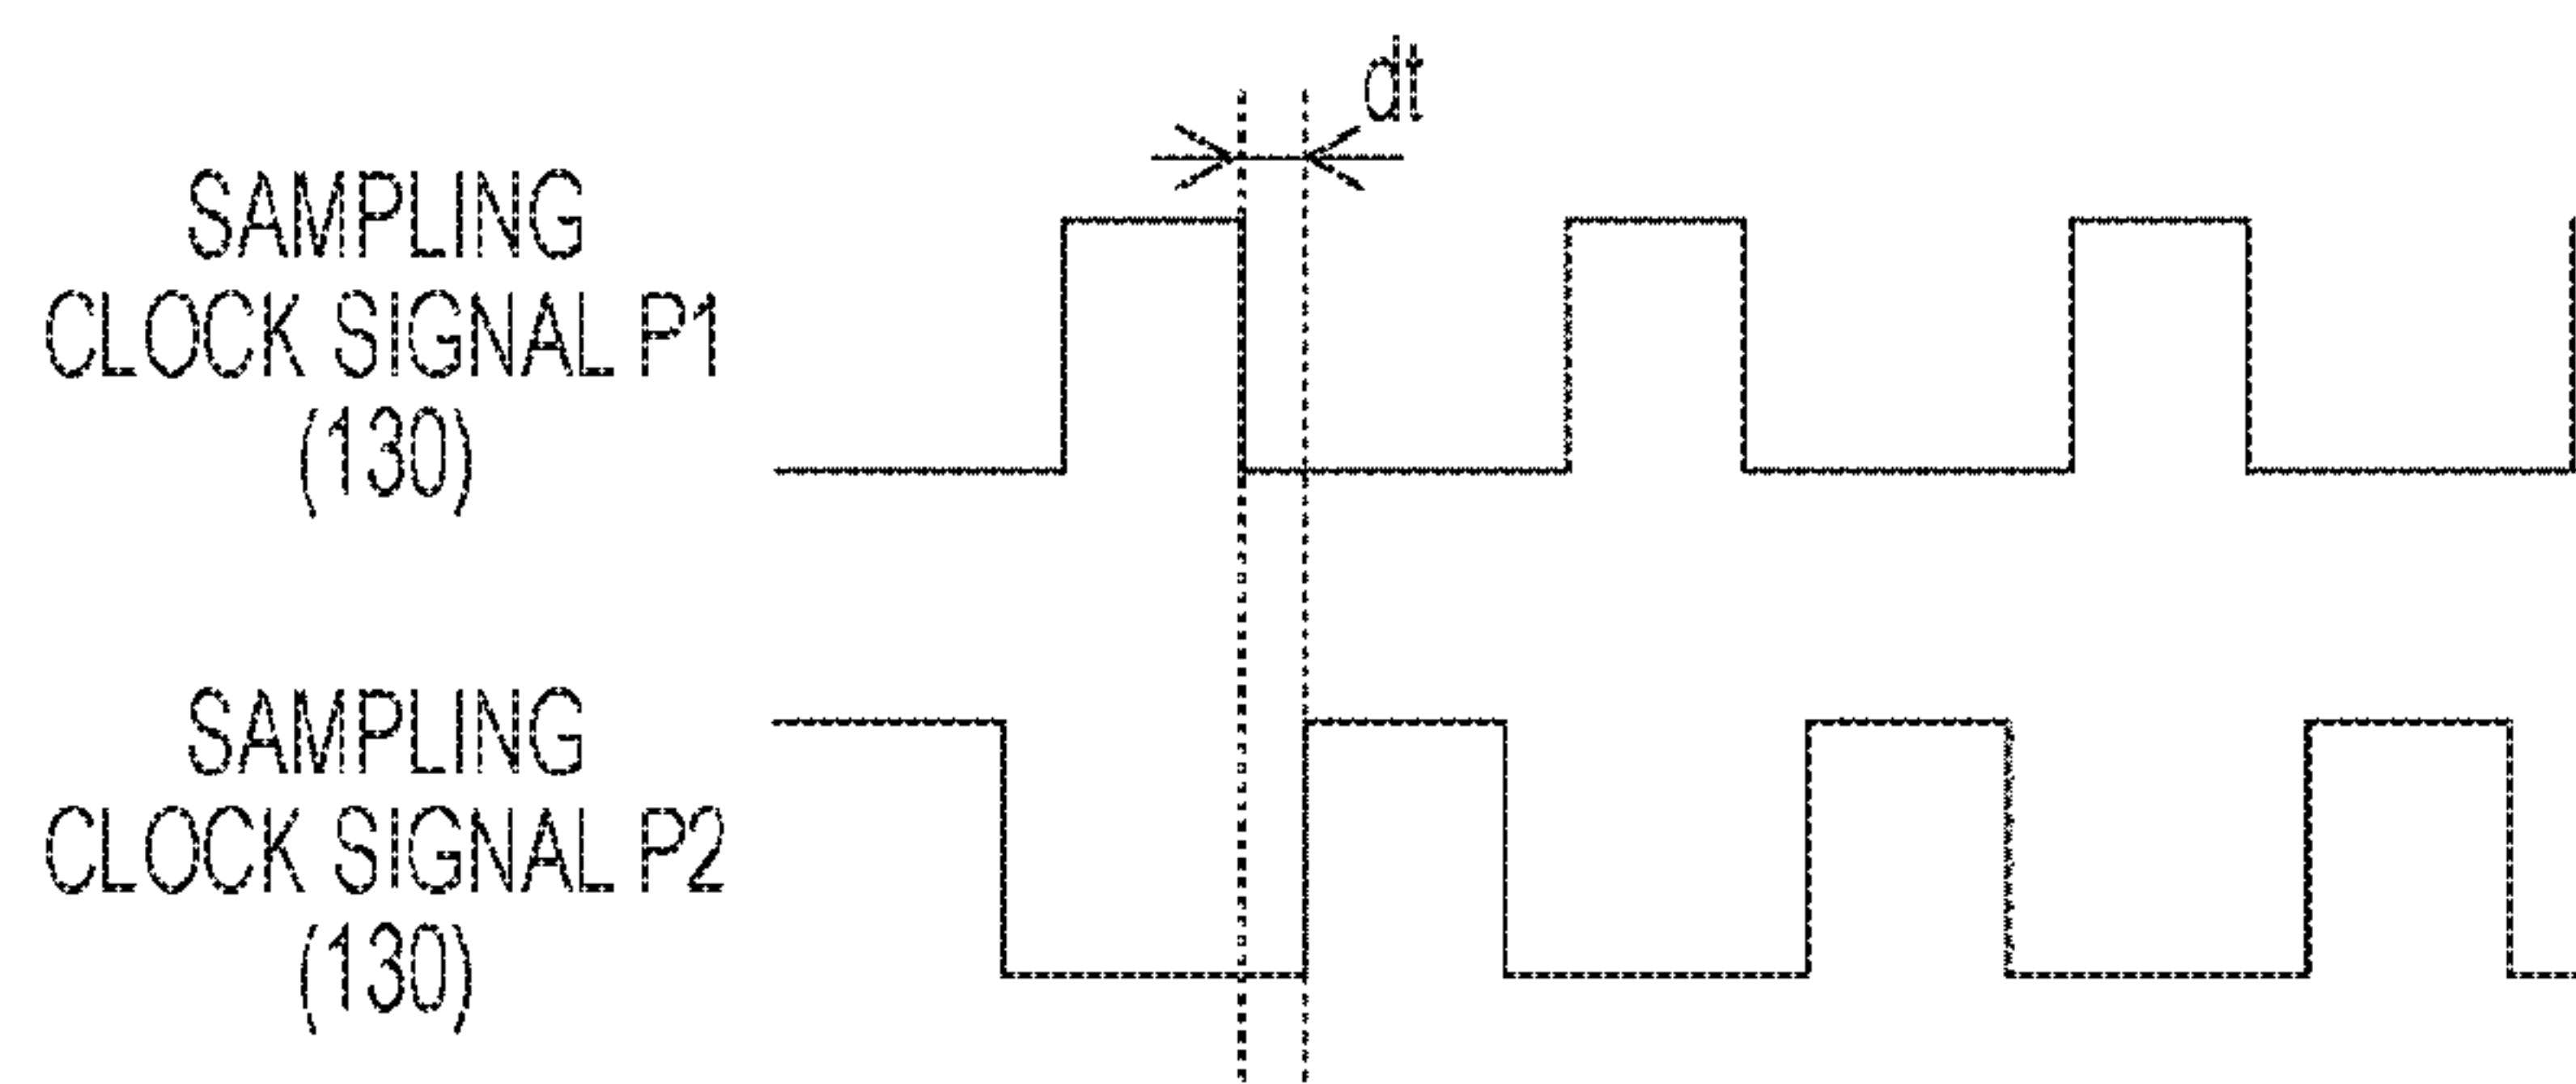 dt
SAMPLING
CLOCK SIGNAL P1
(130)
SAMPLING
CLOCK SIGNAL P2
(130)